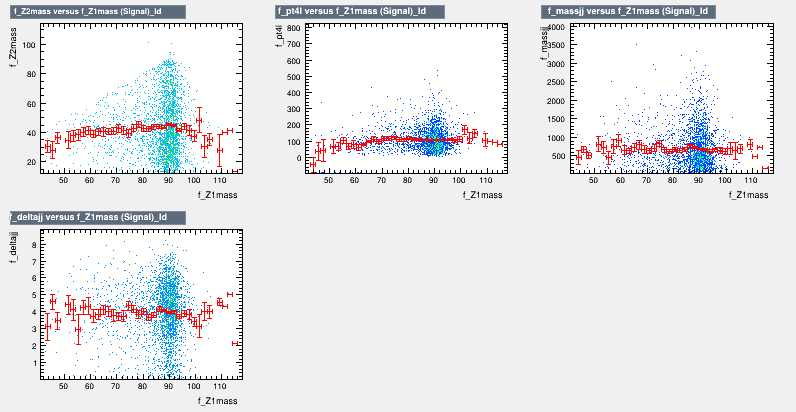 f_Z2mass versus f_Z1mass (Signal)_Id
f_Z2mass
100
80
60
40
20
50 60 70 80 90 100 110
f_Z1mass
f_pt4l versus f_Z1mass (Signal)_Id
f_pt4l
800
700
600
500
400
300
200
100
0
50 60 70 80 90 100 110
f_Z1mass
f_massjj versus f_Z1mass (Signal)_Id
f_massjj
4000
3500
3000
2500
2000
1500
1000
500
50 60 70 80 90 100 110
f_Z1mass
f_deltajj versus f_Z1mass (Signal)_Id
f_deltajj
8
7
6
5
4
3
2
1
50 60 70 80 90 100 110
f_Z1mass